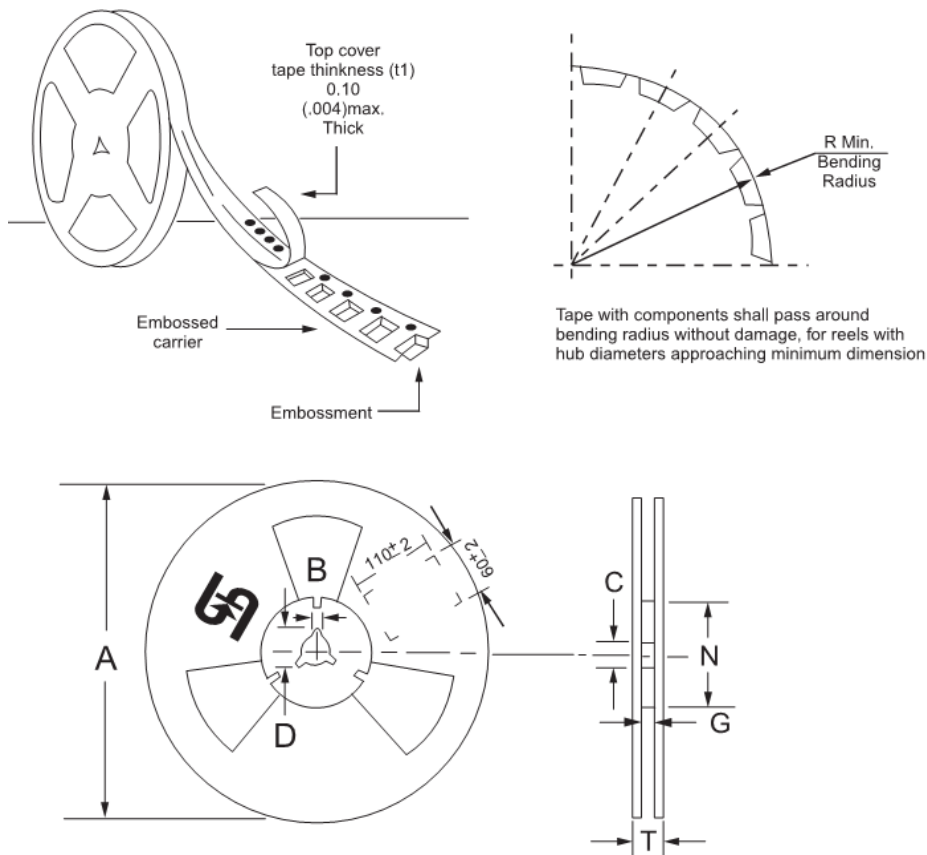 Top cover
tape thinkness (t1)
0.10
(.004)max.
Thick
R Min.
Bending
Radius
Embossed
carrier
Embossment
Tape with components shall pass around
bending radius without damage, for reels with
hub diameters approaching minimum dimension
A
B
D
110±2
60±2
C
N
G
T